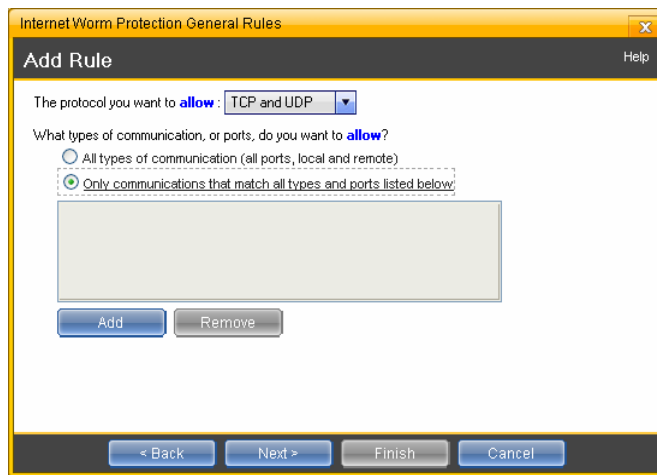 Internet Worm Protection General Rules
X
Add Rule
Help
The protocol you want to allow : TCP and UDP
What types of communication, or ports, do you want to allow?
All types of communication (all ports, local and remote)
Only communications that match all types and ports listed below
Add Remove
< Back Next > Finish Cancel